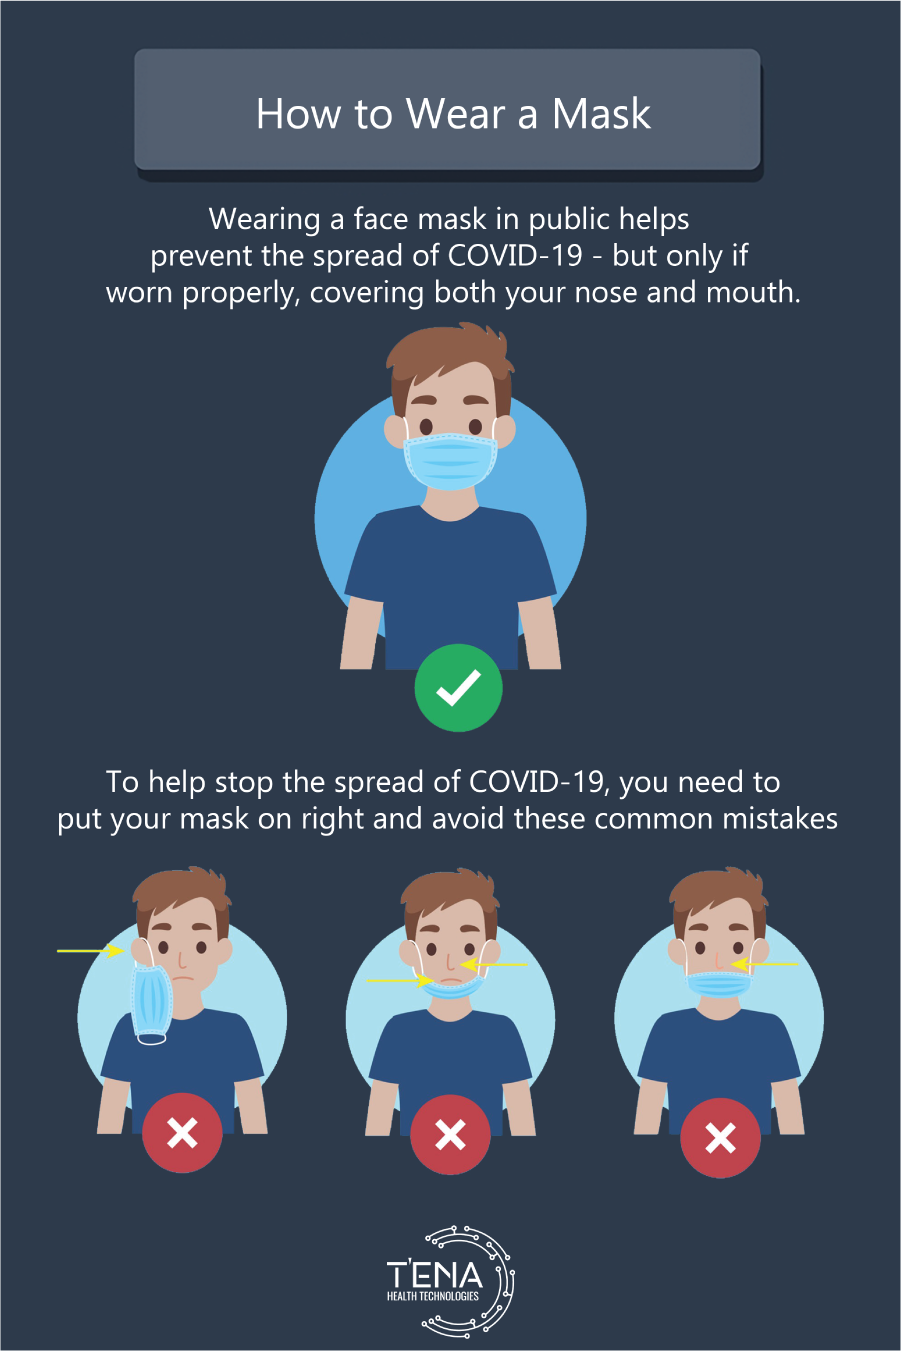 How to Wear a Mask
Wearing a face mask in public helps
prevent the spread of COVID-19 - but only if
worn properly, covering both your nose and mouth.
To help stop the spread of COVID-19, you need to
put your mask on right and avoid these common mistakes
T'ENA
HEALTH TECHNOLOGIES